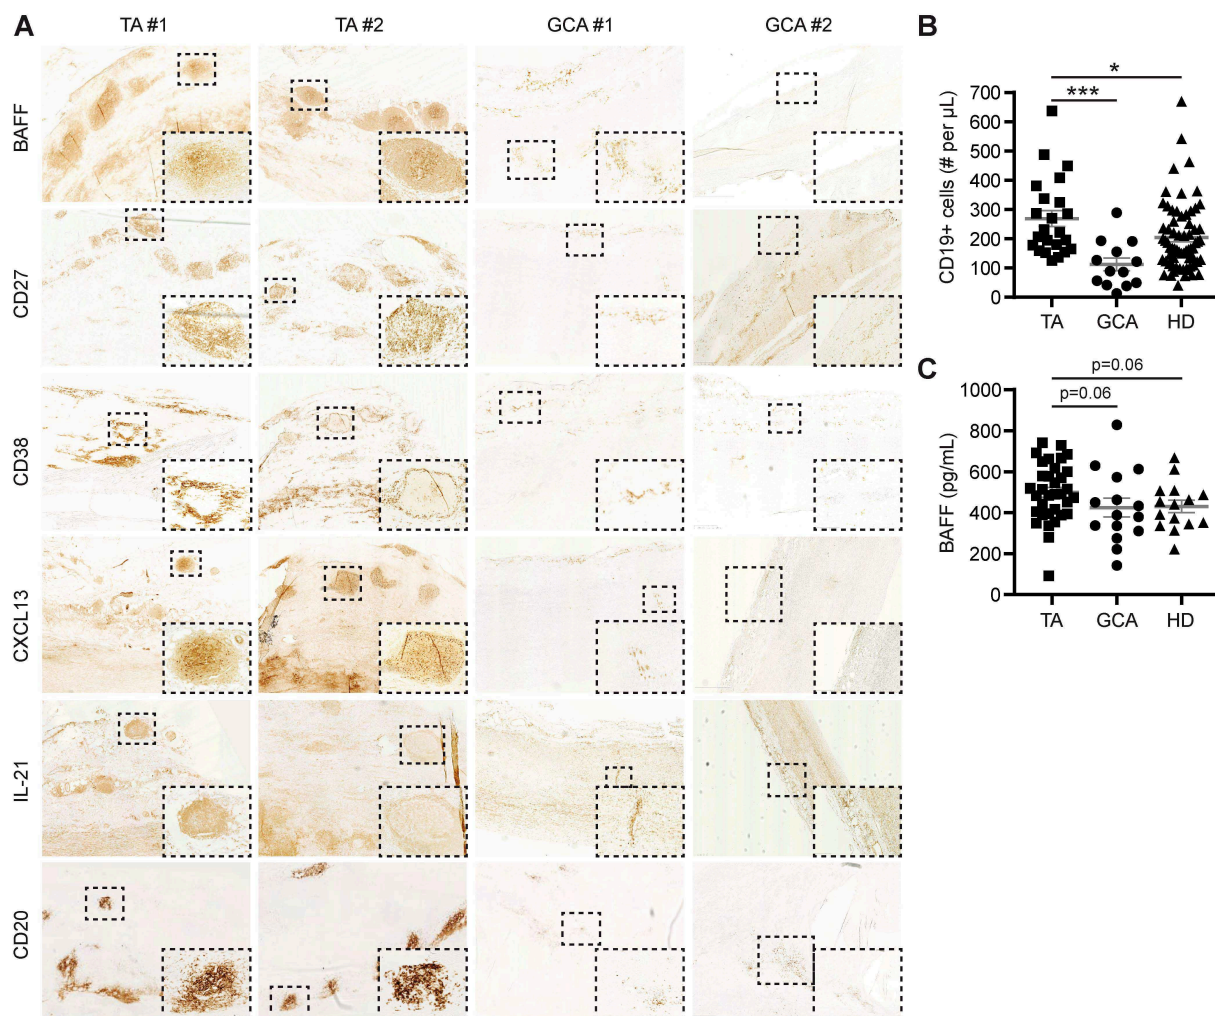 A
TA #1
TA #2
GCA #1
GCA #2
BAFF
CD27
CD38
CXCL13
IL-21
CD20
B
CD19+ cells (# per µL)
*
***
700
600
500
400
300
200
100
0
TA
GCA
HD
C
BAFF (pg/mL)
p=0.06
p=0.06
1000
800
600
400
200
0
TA
GCA
HD